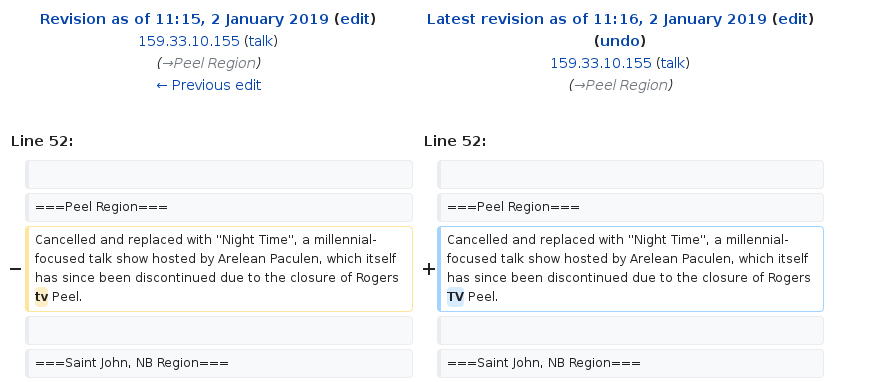 Revision as of 11:15, 2 January 2019 (edit)
159.33.10.155 (talk)
(→Peel Region)
← Previous edit
Latest revision as of 11:16, 2 January 2019 (edit)
(undo)
159.33.10.155 (talk)
(→Peel Region)
Line 52:
Line 52:
===Peel Region===
===Peel Region===
− Cancelled and replaced with "Night Time", a millennial-
focused talk show hosted by Arelean Paculen, which itself
has since been discontinued due to the closure of Rogers
tv Peel.
+ Cancelled and replaced with "Night Time", a millennial-
focused talk show hosted by Arelean Paculen, which itself
has since been discontinued due to the closure of Rogers
TV Peel.
===Saint John, NB Region===
===Saint John, NB Region===